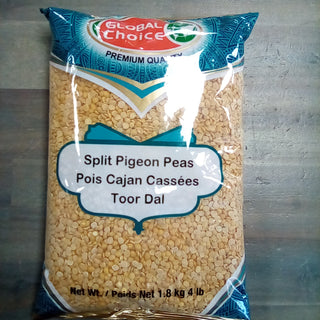 GLOBAL
Choice
PREMIUM QUALITY
Split Pigeon Peas
Pois Cajan Cassées
Toor Dal
Net Wt. / Poids Net 1.8 kg 4 lb